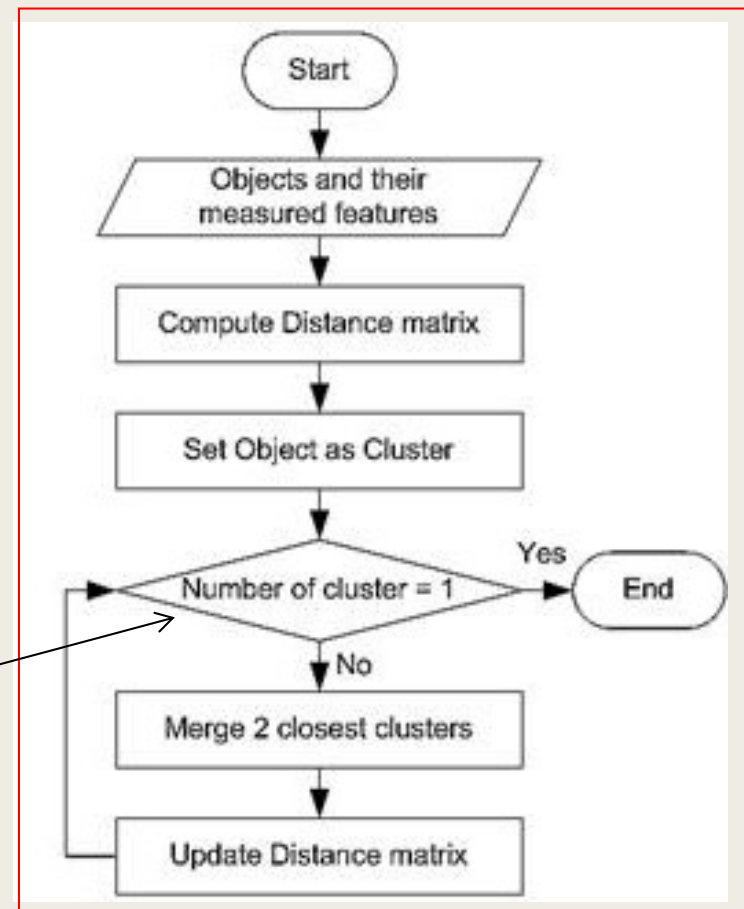 Start
Objects and their
measured features
Compute Distance matrix
Set Object as Cluster
Number of cluster = 1
Yes
End
No
Merge 2 closest clusters
Update Distance matrix